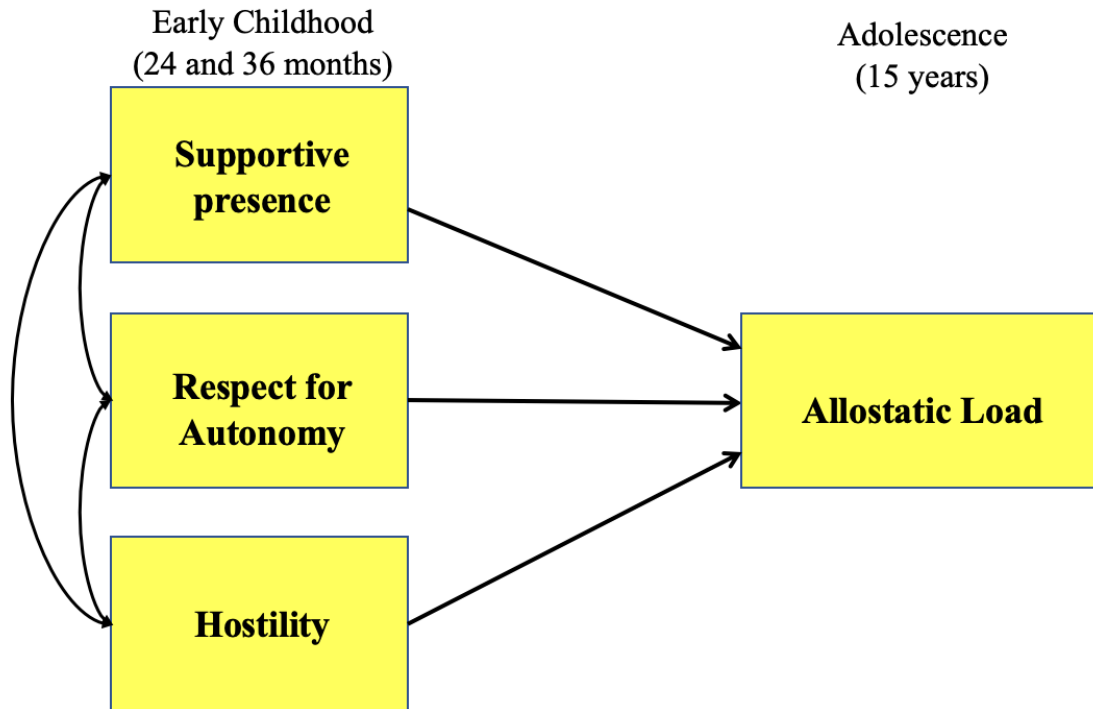 Early Childhood
(24 and 36 months)
Adolescence
(15 years)
Supportive
presence
Respect for
Autonomy
Allostatic Load
Hostility